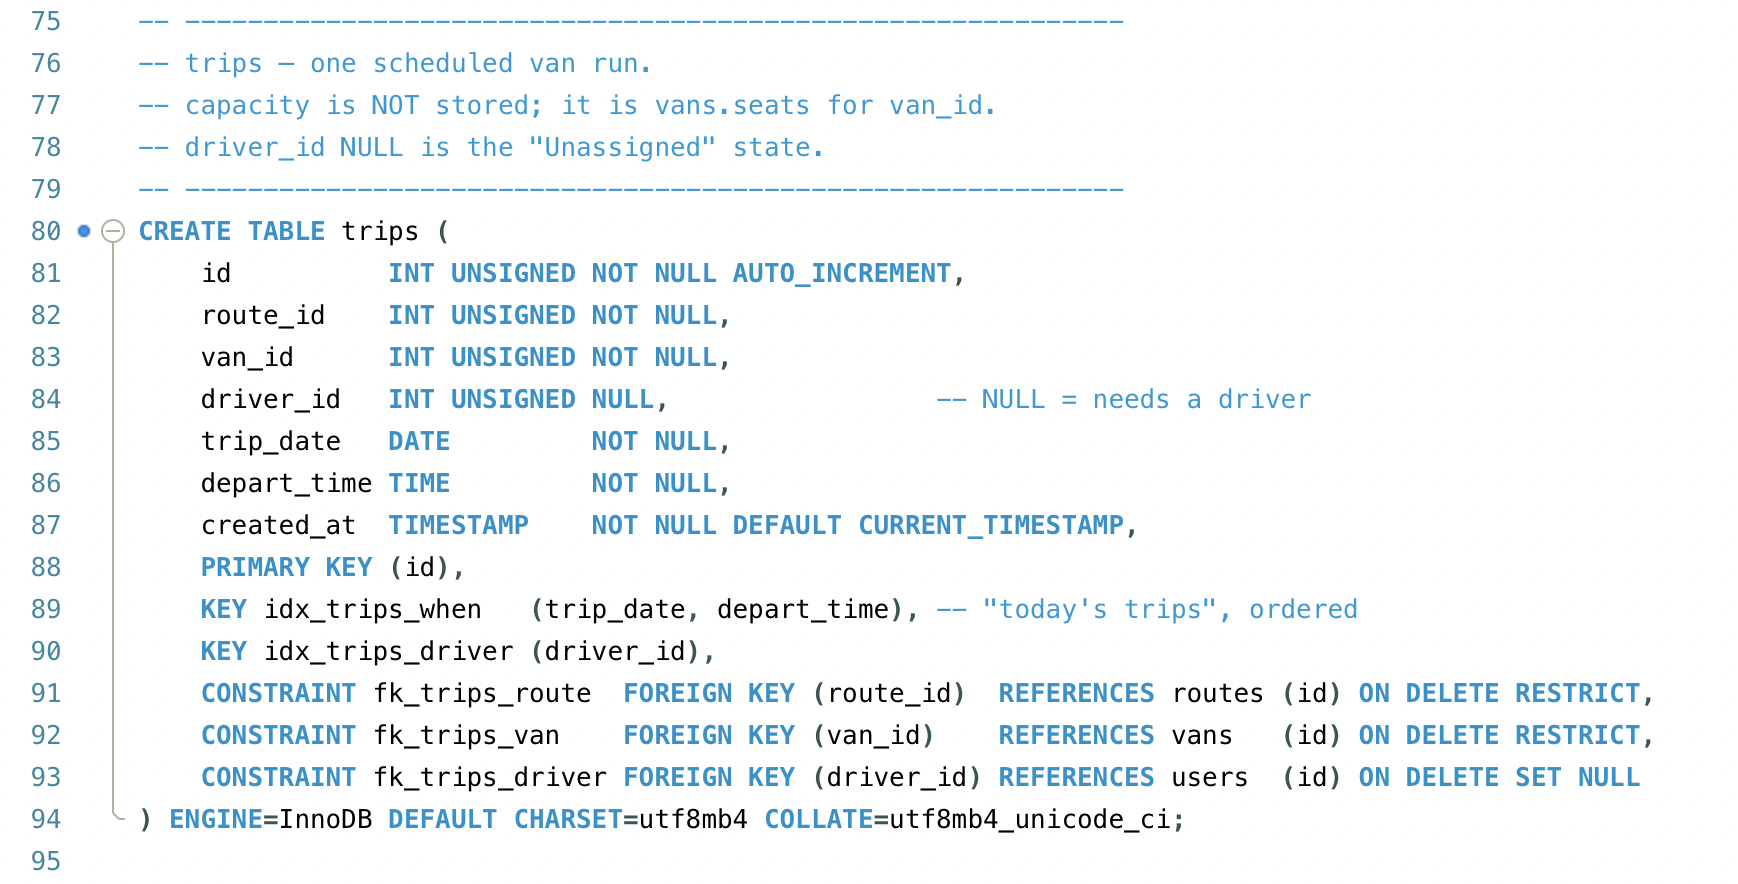 75 -- ------------------------------------------------------------
76 -- trips — one scheduled van run.
77 -- capacity is NOT stored; it is vans.seats for van_id.
78 -- driver_id NULL is the "Unassigned" state.
79 -- ------------------------------------------------------------
80 CREATE TABLE trips (
81     id          INT UNSIGNED NOT NULL AUTO_INCREMENT,
82     route_id    INT UNSIGNED NOT NULL,
83     van_id      INT UNSIGNED NOT NULL,
84     driver_id   INT UNSIGNED NULL,                 -- NULL = needs a driver
85     trip_date   DATE         NOT NULL,
86     depart_time TIME         NOT NULL,
87     created_at  TIMESTAMP    NOT NULL DEFAULT CURRENT_TIMESTAMP,
88     PRIMARY KEY (id),
89     KEY idx_trips_when   (trip_date, depart_time), -- "today's trips", ordered
90     KEY idx_trips_driver (driver_id),
91     CONSTRAINT fk_trips_route  FOREIGN KEY (route_id)  REFERENCES routes (id) ON DELETE RESTRICT,
92     CONSTRAINT fk_trips_van    FOREIGN KEY (van_id)    REFERENCES vans   (id) ON DELETE RESTRICT,
93     CONSTRAINT fk_trips_driver FOREIGN KEY (driver_id) REFERENCES users  (id) ON DELETE SET NULL
94 ) ENGINE=InnoDB DEFAULT CHARSET=utf8mb4 COLLATE=utf8mb4_unicode_ci;
95